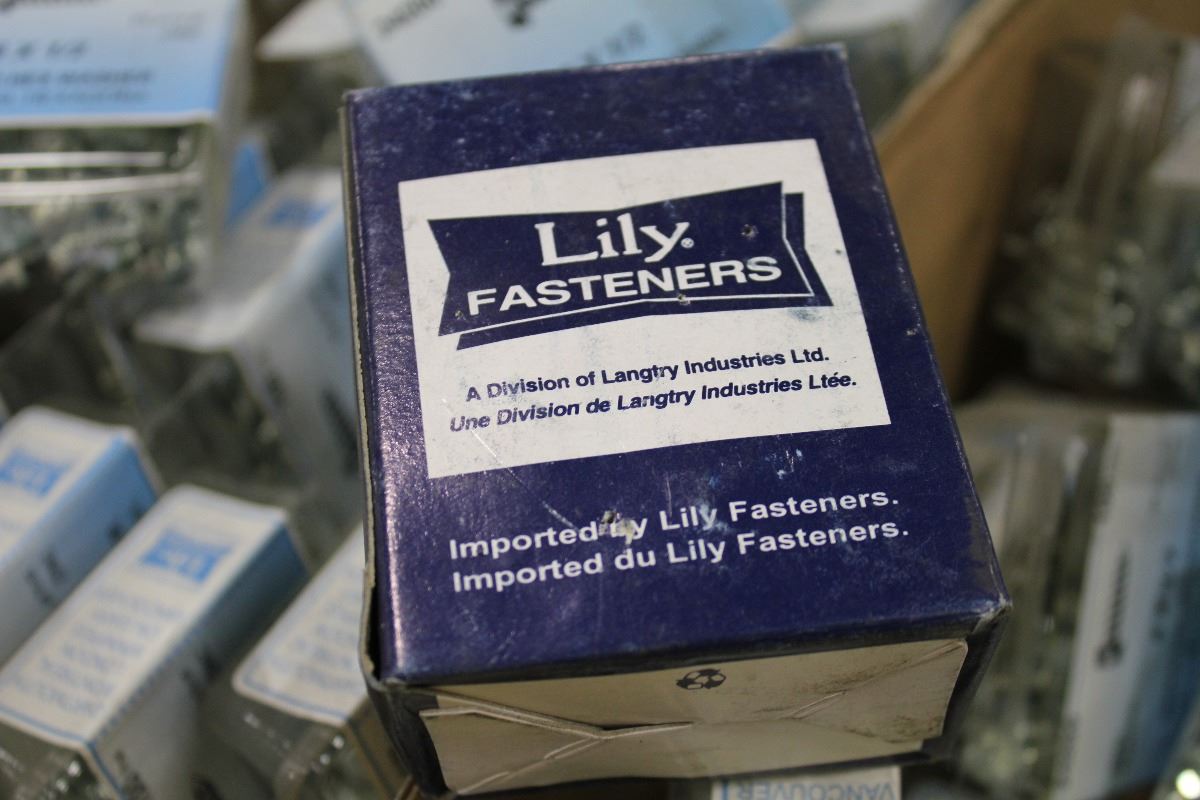 Lily®
FASTENERS
A Division of Langtry Industries Ltd.
Une Division de Langtry Industries Ltée.
Imported by Lily Fasteners.
Imported du Lily Fasteners.
VANCOUVER